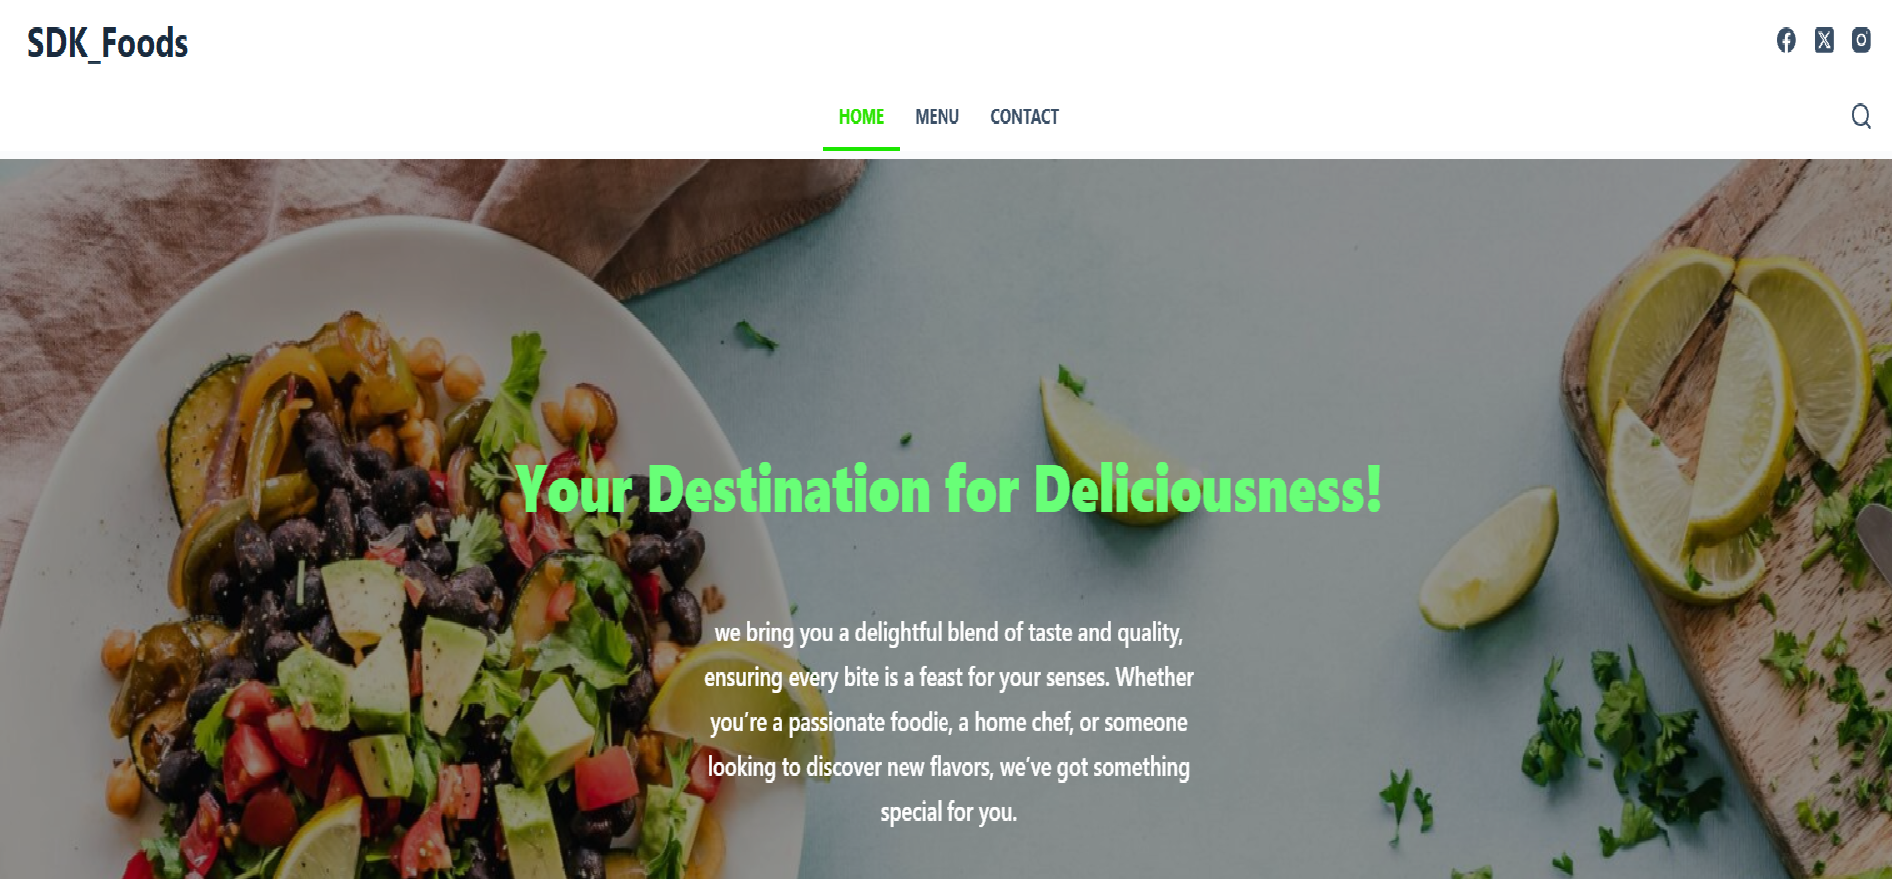 SDK_Foods
HOME MENU CONTACT
Your Destination for Deliciousness!
we bring you a delightful blend of taste and quality,
ensuring every bite is a feast for your senses. Whether
you’re a passionate foodie, a home chef, or someone
looking to discover new flavors, we’ve got something
special for you.